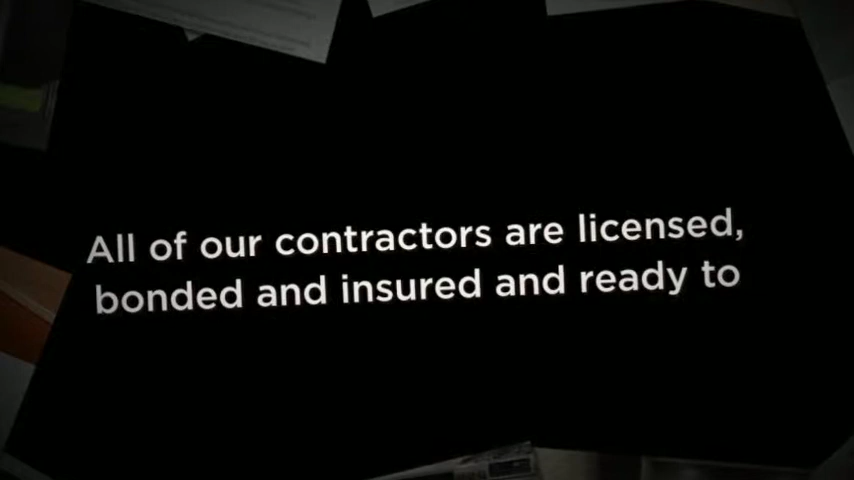 All of our contractors are licensed,
bonded and insured and ready to